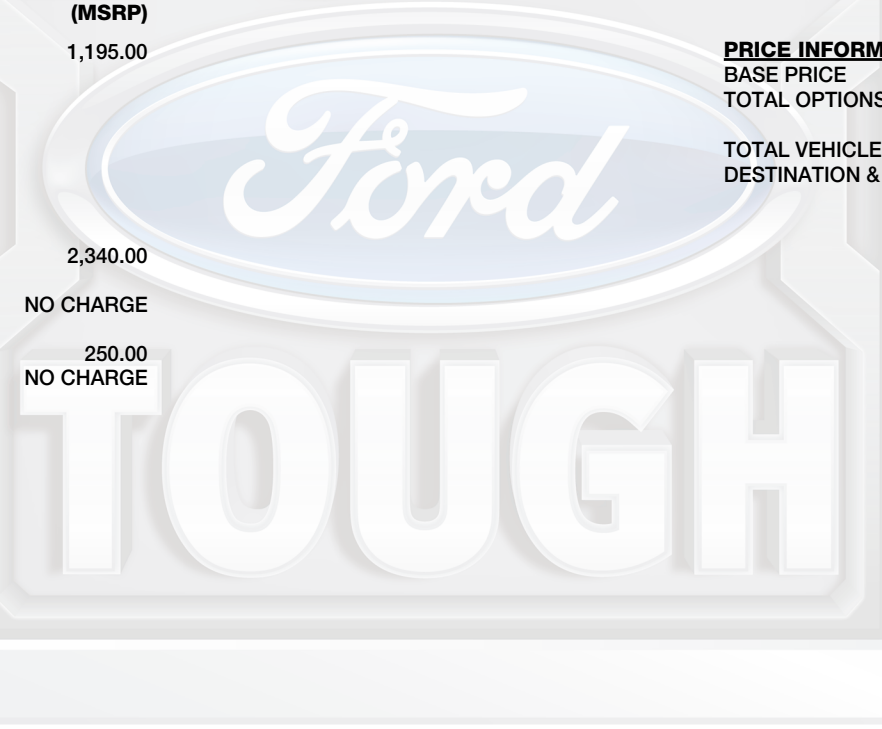 (MSRP)
1,195.00
2,340.00
NO CHARGE
250.00
NO CHARGE
PRICE INFORM
BASE PRICE
TOTAL OPTIONS
TOTAL VEHICLE
DESTINATION &
Ford
TOUGH